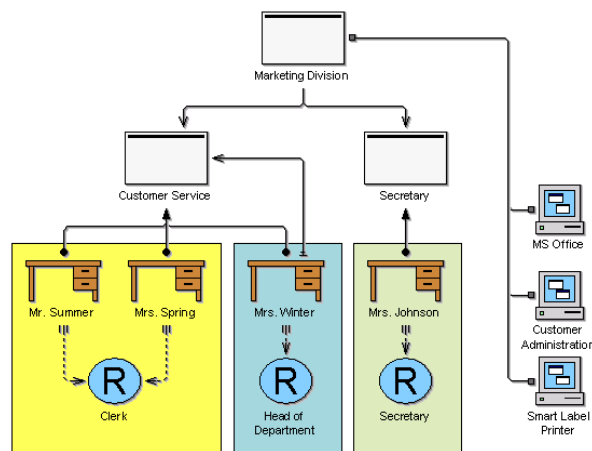 Marketing Division
Customer Service
Secretary
MS Office
Mr. Summer
Mrs. Spring
Mrs. Winter
Mrs. Johnson
Customer
Administration
R
R
R
Clerk
Head of
Department
Secretary
Smart Label
Printer